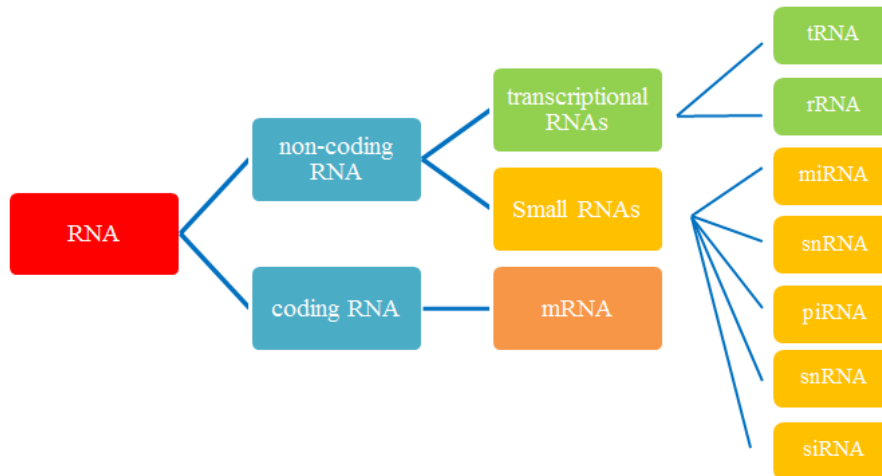 RNA
non-coding
RNA
coding RNA
transcriptional
RNAs
Small RNAs
mRNA
tRNA
rRNA
miRNA
snRNA
piRNA
snRNA
siRNA